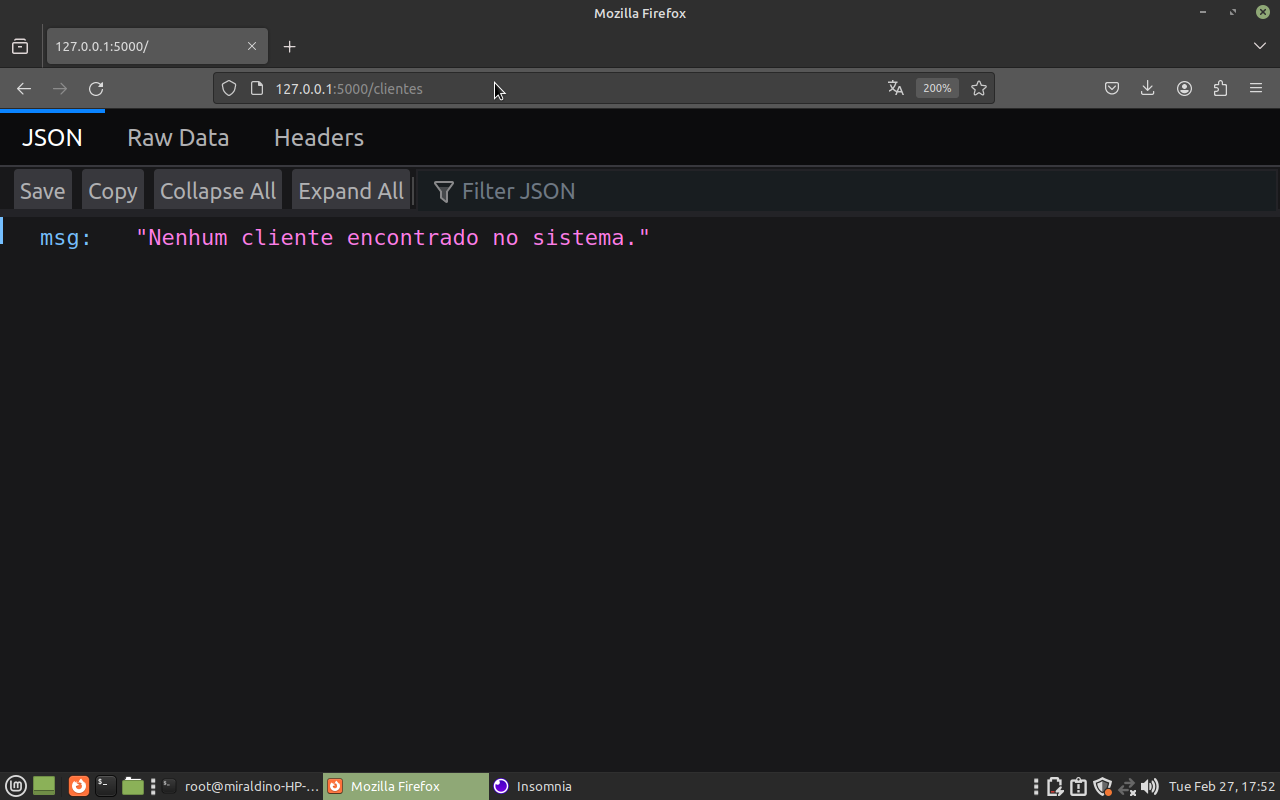 Mozilla Firefox
127.0.0.1:5000/
127.0.0.1:5000/clientes
200%
JSON Raw Data Headers
Save Copy Collapse All Expand All Filter JSON
msg: "Nenhum cliente encontrado no sistema."
root@miraldino-HP-... Mozilla Firefox Insomnia Tue Feb 27, 17:52